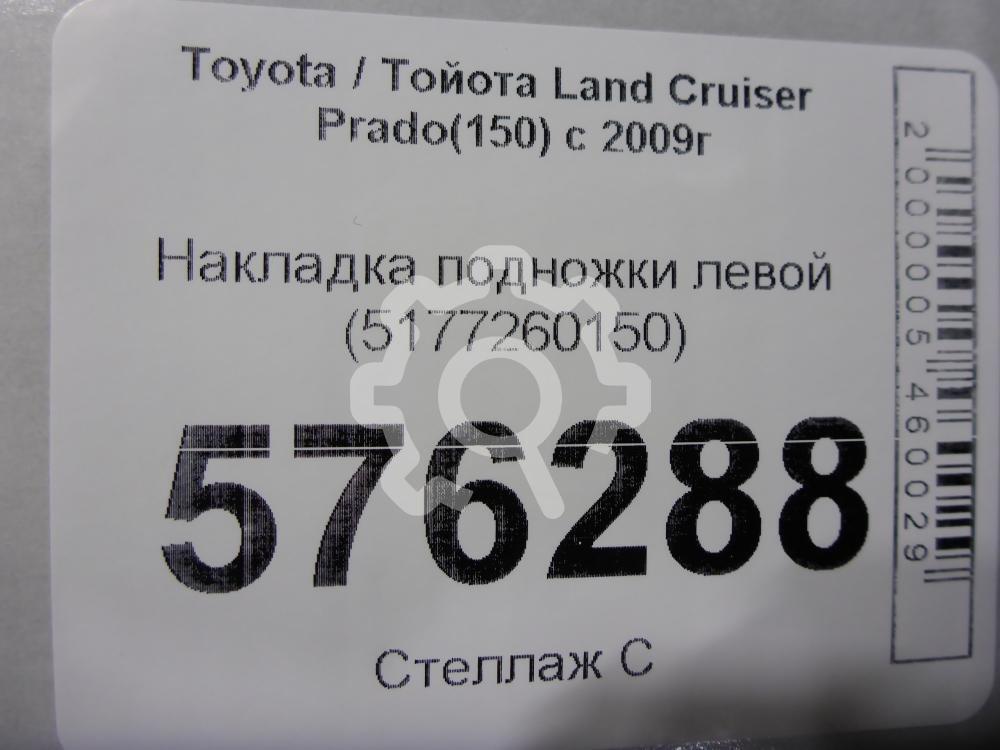 Toyota / Тойота Land Cruiser
Prado(150) с 2009г
Накладка подножки левой
(5177260150)
576288
Стеллаж С
2000005460029